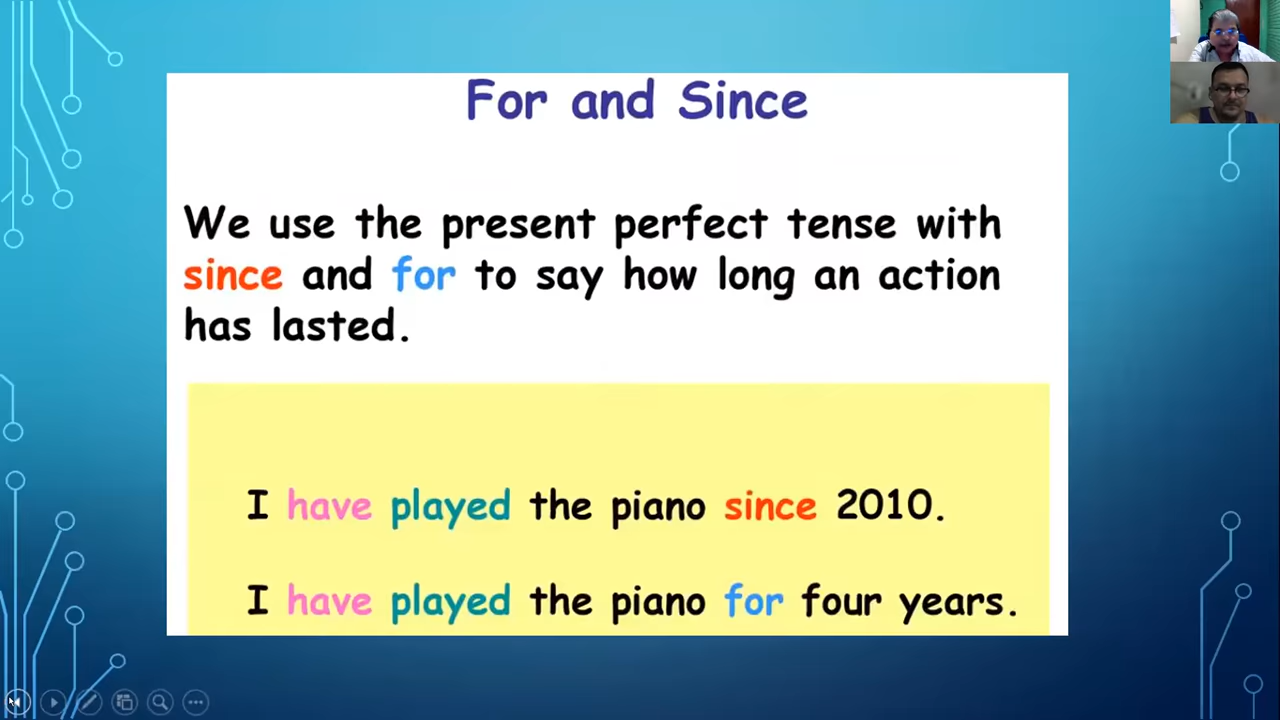 For and Since
We use the present perfect tense with
since and for to say how long an action
has lasted.
I have played the piano since 2010.
I have played the piano for four years.